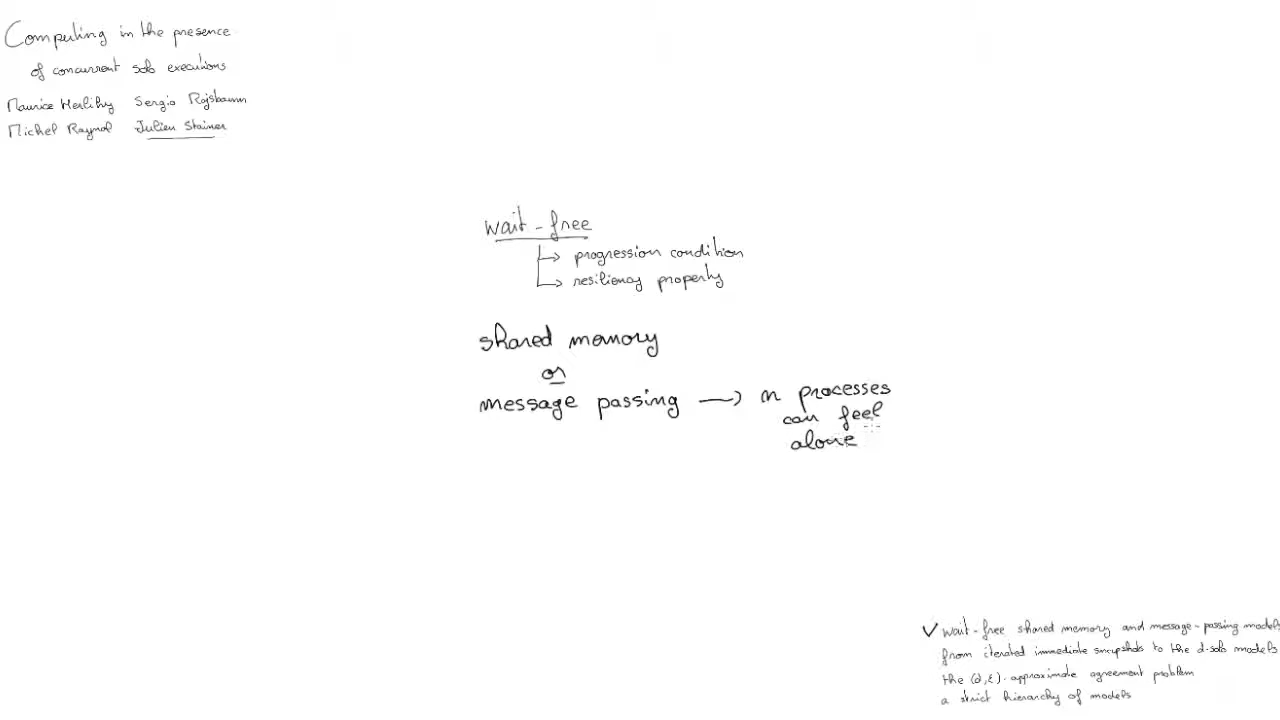 Computing in the presence
of concurrent solo executions
Maurice Herlihy Sergio Rajsbaum
Michel Raynal Julien Stainer
wait-free
→ progression condition
→ resiliency property
shared memory
or
message passing → n processes
can feel
alone
✓ wait-free shared memory and message-passing models
from iterated immediate snapshots to the d-solo models
the (d,ε)-approximate agreement problem
a strict hierarchy of models